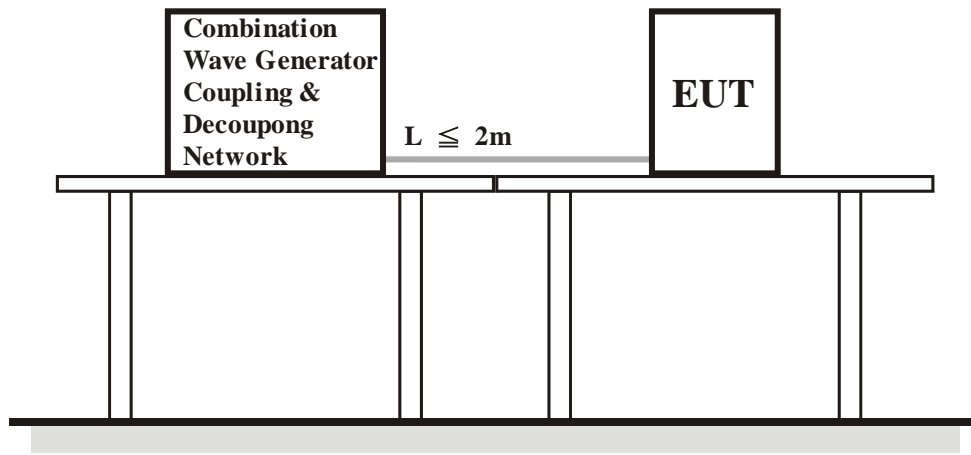 Combination
Wave Generator
Coupling &
Decoupong
Network
L ≦ 2m
EUT